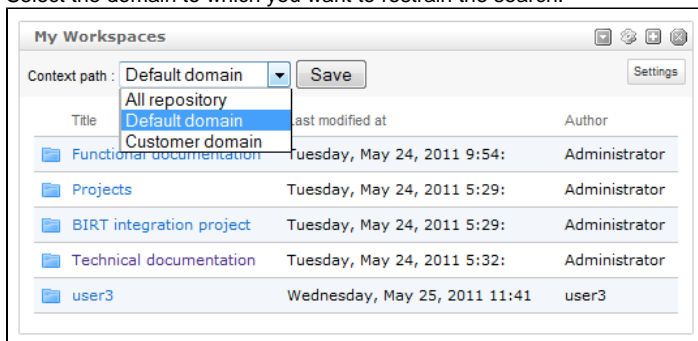 Select the domain to which you want to restrain the search.
My Workspaces
Context path : Default domain Save Settings
All repository
Default domain
Customer domain
Title Last modified at Author
Functional documentation Tuesday, May 24, 2011 9:54: Administrator
Projects Tuesday, May 24, 2011 5:29: Administrator
BIRT integration project Tuesday, May 24, 2011 5:29: Administrator
Technical documentation Tuesday, May 24, 2011 5:32: Administrator
user3 Wednesday, May 25, 2011 11:41 user3